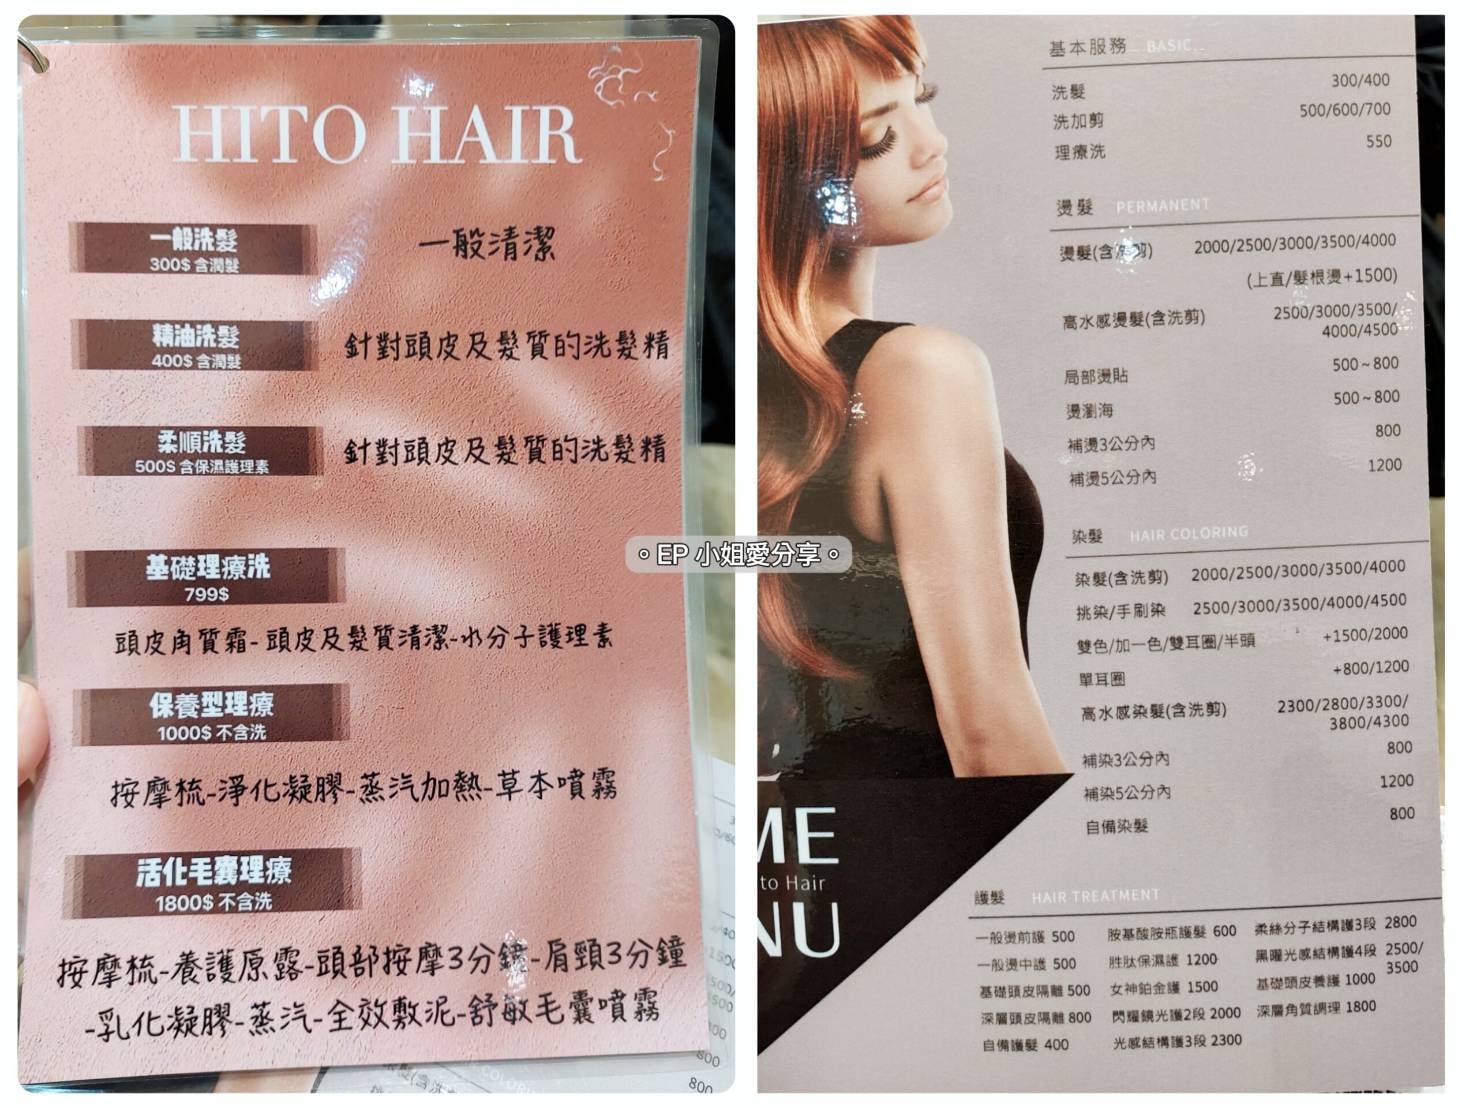 HITO HAIR
一般洗髮
300$ 含潤髮
一般清潔
精油洗髮
400$ 含潤髮
針對頭皮及髮質的洗髮精
柔順洗髮
500$ 含保濕護理素
針對頭皮及髮質的洗髮精
基礎理療洗
799$
頭皮角質霜-頭皮及髮質清潔-水分子護理素
保養型理療
1000$ 不含洗
按摩梳-淨化凝膠-蒸汽加熱-草本噴霧
活化毛囊理療
1800$ 不含洗
按摩梳-養護原露-頭部按摩3分鐘-肩頸3分鐘
-乳化凝膠-蒸汽-全效敷泥-舒敏毛囊噴霧
。EP 小姐愛分享。
基本服務 BASIC
洗髮 300/400
洗加剪 500/600/700
理療洗 550
燙髮 PERMANENT
燙髮(含洗剪) 2000/2500/3000/3500/4000
(上直/髮根燙+1500)
高水感燙髮(含洗剪) 2500/3000/3500/
4000/4500
局部燙貼 500~800
燙瀏海 500~800
補燙3公分內 800
補燙5公分內 1200
染髮 HAIR COLORING
染髮(含洗剪) 2000/2500/3000/3500/4000
挑染/手刷染 2500/3000/3500/4000/4500
雙色/加一色/雙耳圈/半頭 +1500/2000
單耳圈 +800/1200
高水感染髮(含洗剪) 2300/2800/3300/
3800/4300
補染3公分內 800
補染5公分內 1200
自備染髮 800
ME
to Hair
NU
護髮 HAIR TREATMENT
一般燙前護 500 胺基酸胺瓶護髮 600 柔絲分子結構護3段 2800
一般燙中護 500 胜肽保濕護 1200 黑曜光感結構護4段 2500/
3500
基礎頭皮隔離 500 女神鉑金護 1500 基礎頭皮養護 1000
深層頭皮隔離 800 閃耀鏡光護2段 2000 深層角質調理 1800
自備護髮 400 光感結構護3段 2300